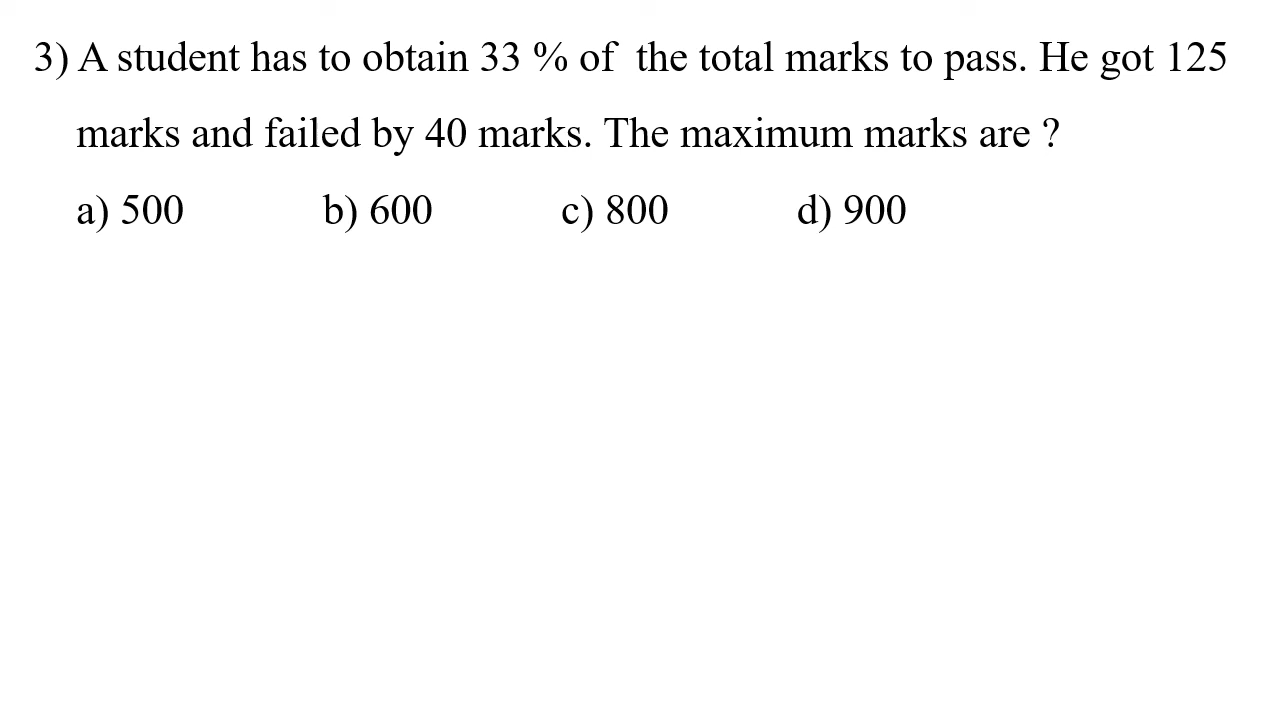 3) A student has to obtain 33 % of the total marks to pass. He got 125
marks and failed by 40 marks. The maximum marks are ?
a) 500 b) 600 c) 800 d) 900